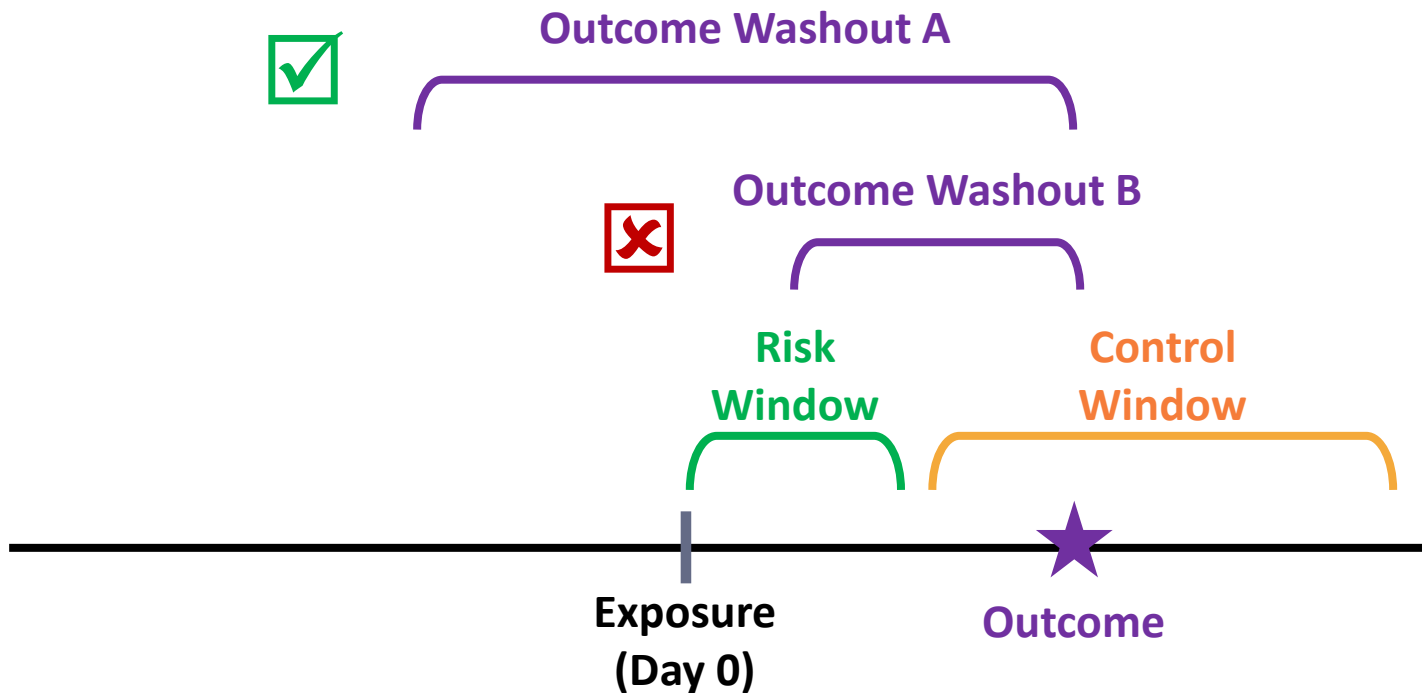 Outcome Washout A
Outcome Washout B
Risk
Window
Control
Window
Exposure
(Day 0)
Outcome